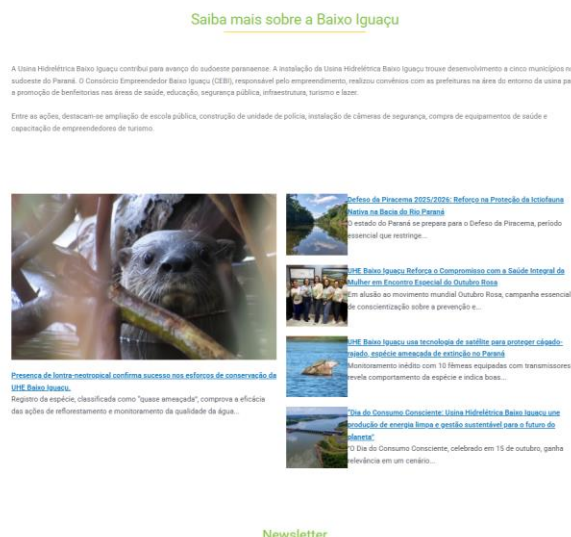 Saiba mais sobre a Baixo Iguaçu
A Usina Hidrelétrica Baixo Iguaçu contribui para avanço do sudoeste paranaense. A instalação da Usina Hidrelétrica Baixo Iguaçu trouxe desenvolvimento a cinco municípios no
sudoeste do Paraná. O Consórcio Empreendedor Baixo Iguaçu (CEBI), responsável pelo empreendimento, realizou convênios com as prefeituras na área do entorno da usina pa
a promoção de benfeitorias nas áreas de saúde, educação, segurança pública, infraestrutura, turismo e lazer.
Entre as ações, destacam-se ampliação de escola pública, construção de unidade de polícia, instalação de câmeras de segurança, compra de equipamentos de saúde e
capacitação de empreendedores de turismo.
Presença de lontra-neotropical confirma sucesso nos esforços de conservação da
UHE Baixo Iguaçu.
Registro da espécie, classificada como "quase ameaçada", comprova a eficácia
das ações de reflorestamento e monitoramento da qualidade da água...
Defeso da Piracema 2025/2026: Reforço na Proteção da Ictiofauna
Nativa na Bacia do Rio Paraná
O estado do Paraná se prepara para o Defeso da Piracema, período
essencial que restringe...
UHE Baixo Iguaçu Reforça o Compromisso com a Saúde Integral da
Mulher em Encontro Especial do Outubro Rosa
Em alusão ao movimento mundial Outubro Rosa, campanha essencial
de conscientização sobre a prevenção e...
UHE Baixo Iguaçu usa tecnologia de satélite para proteger cágado-
rajado, espécie ameaçada de extinção no Paraná
Monitoramento inédito com 10 fêmeas equipadas com transmissores
revela comportamento da espécie e indica boas...
"Dia do Consumo Consciente: Usina Hidrelétrica Baixo Iguaçu une
produção de energia limpa e gestão sustentável para o futuro do
planeta"
"O Dia do Consumo Consciente, celebrado em 15 de outubro, ganha
relevância em um cenário...
Newsletter